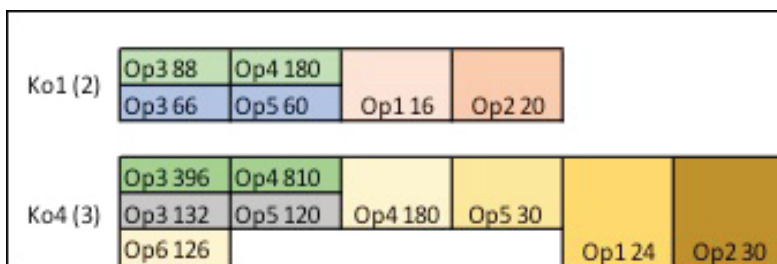 Op3 88 Op4 180
Ko1 (2)
Op3 66 Op5 60 Op1 16 Op2 20
Op3 396 Op4 810
Ko4 (3) Op3 132 Op5 120 Op4 180 Op5 30
Op6 126 Op1 24 Op2 30